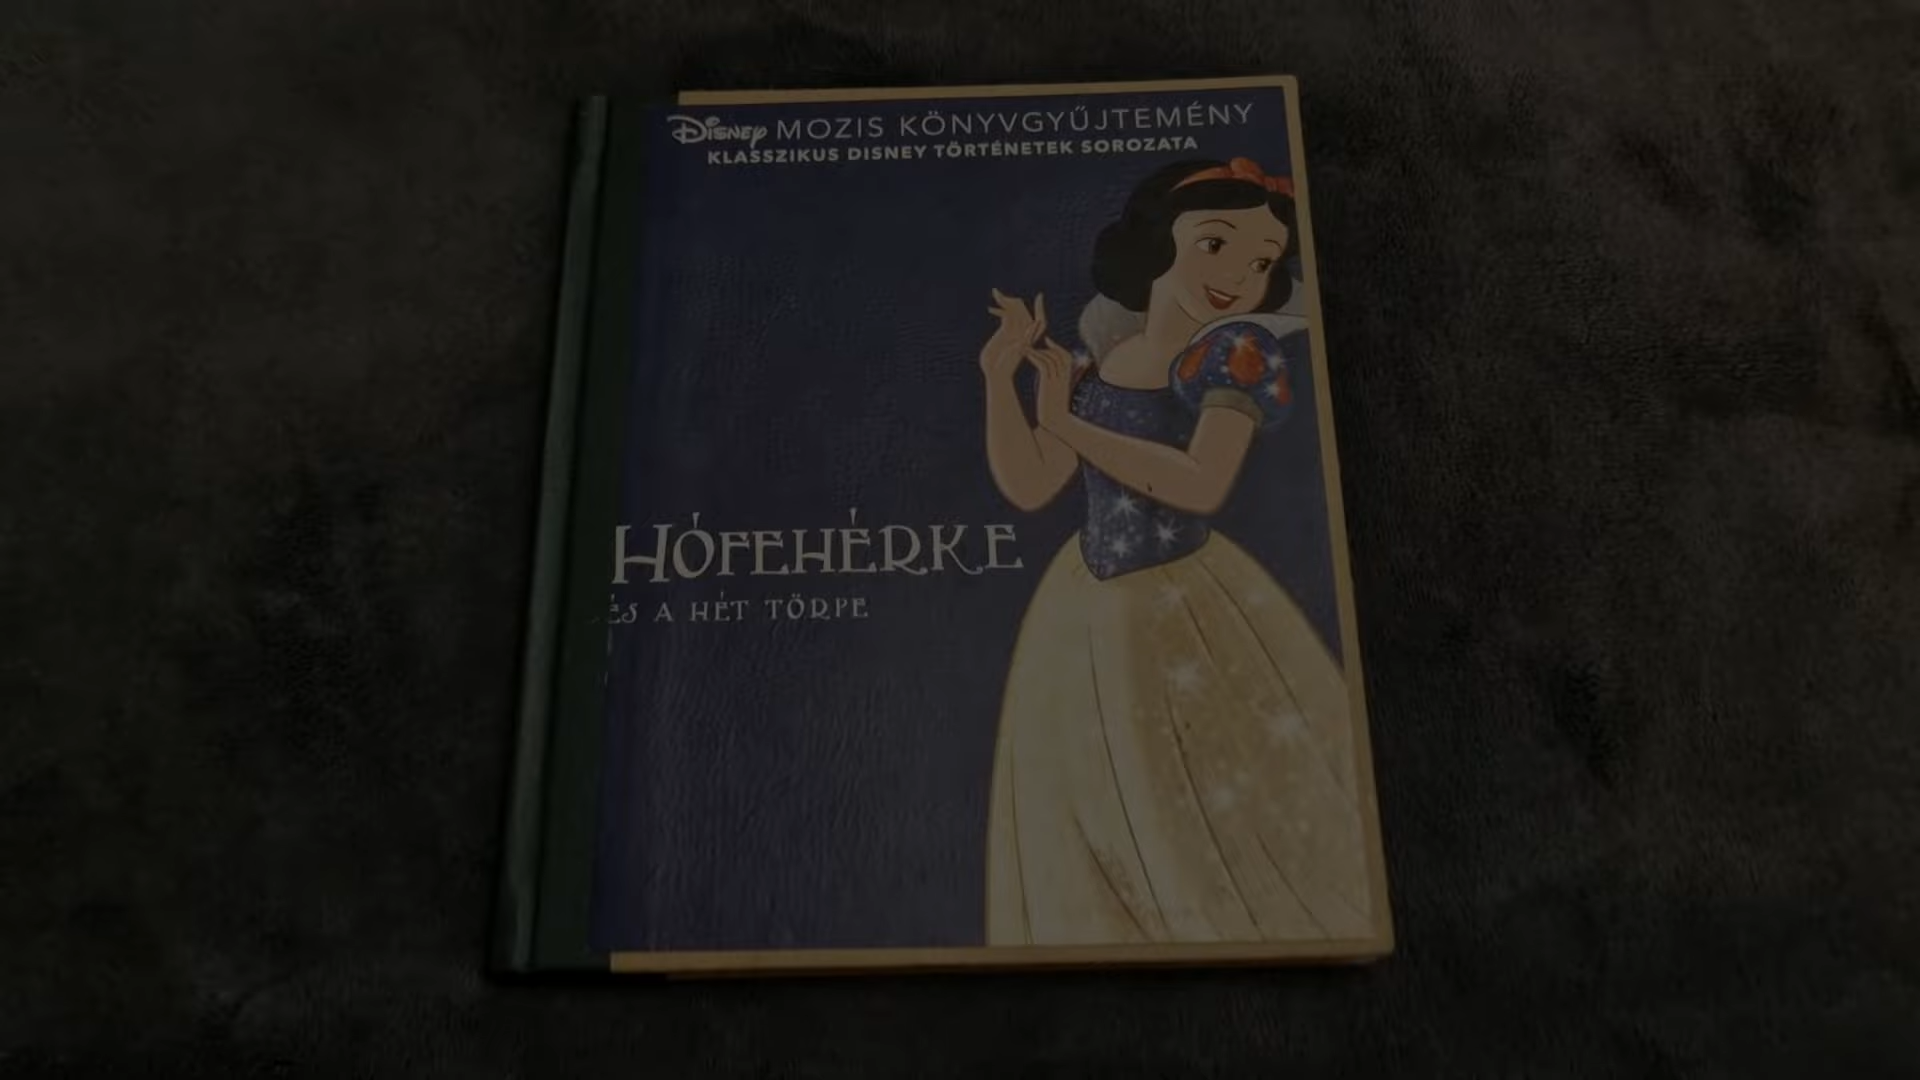 Disney MOZIS KÖNYVGYŰJTEMÉNY
KLASSZIKUS DISNEY TÖRTÉNETEK SOROZATA
HÓFEHÉRKE
ÉS A HÉT TÖRPE